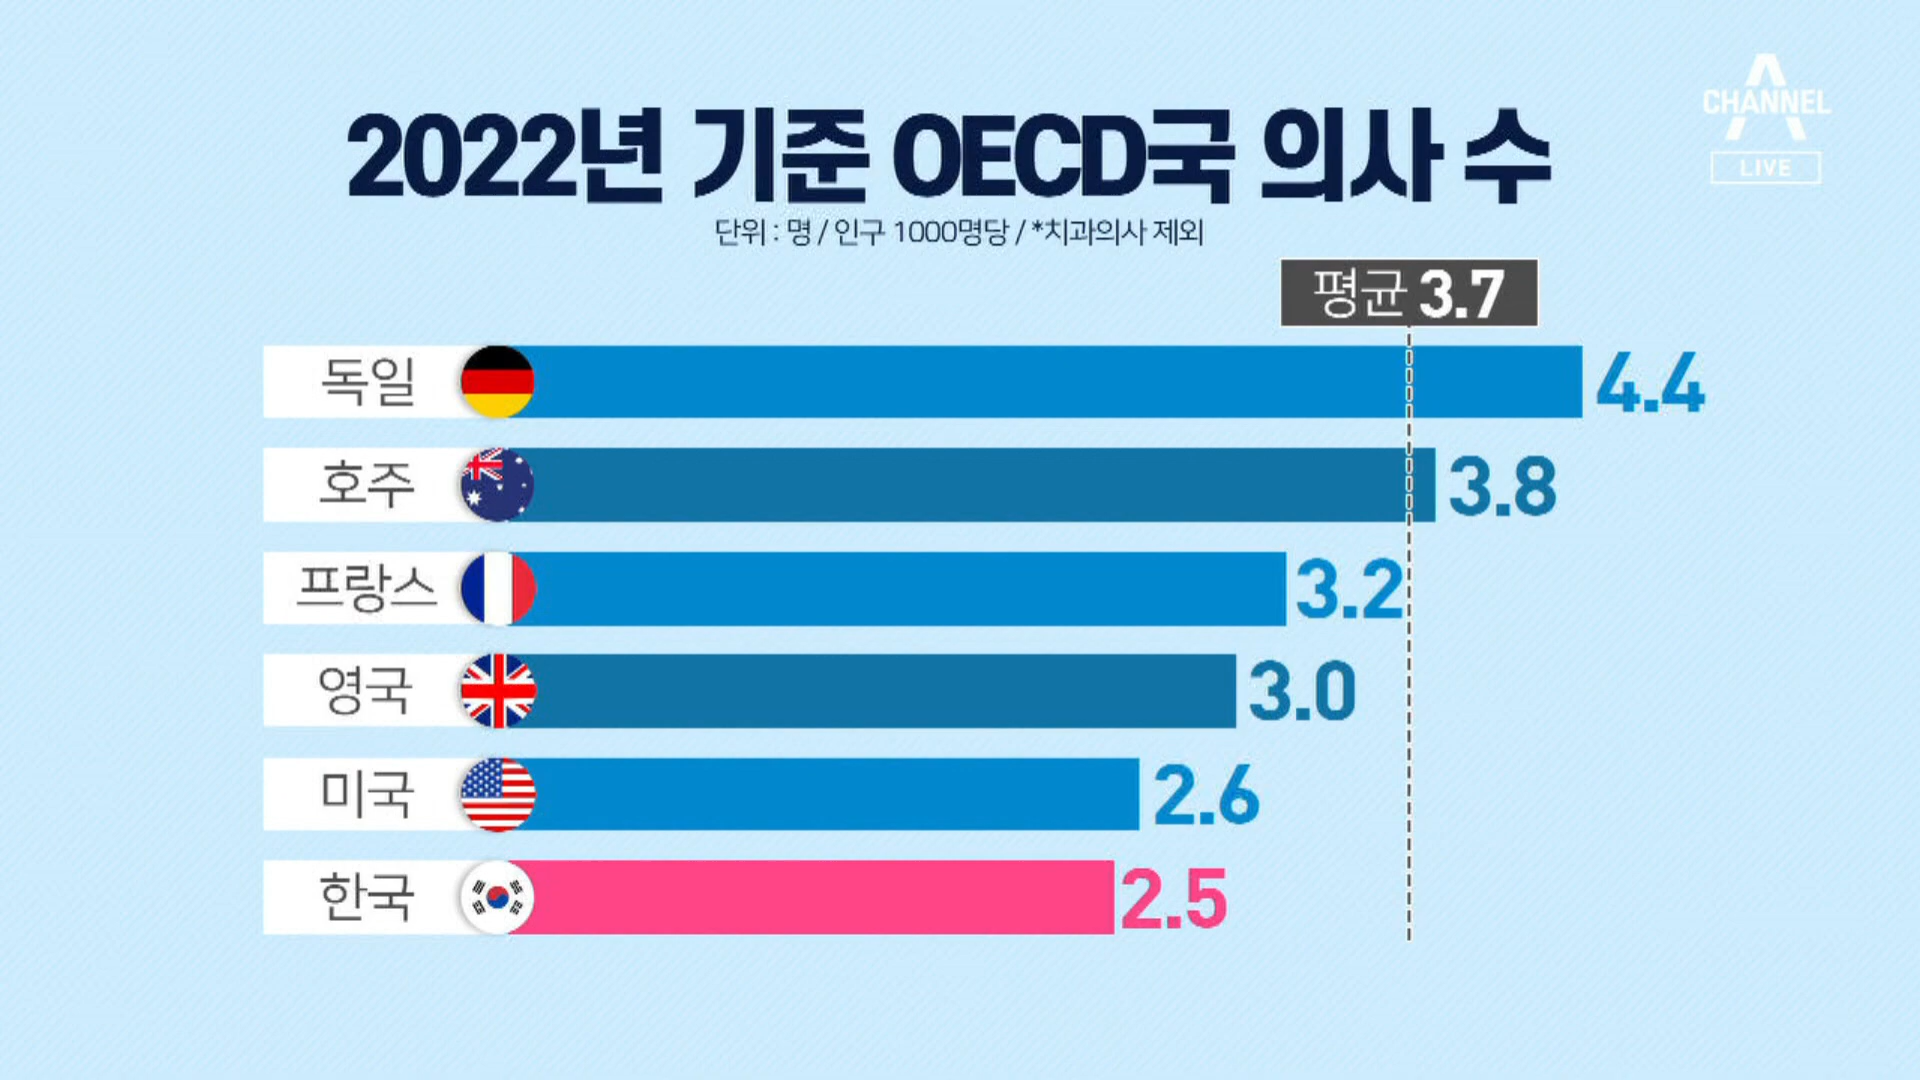 CHANNEL A
LIVE
2022년 기준 OECD국 의사 수
단위 : 명 / 인구 1000명당 / *치과의사 제외
평균 3.7
독일 4.4
호주 3.8
프랑스 3.2
영국 3.0
미국 2.6
한국 2.5